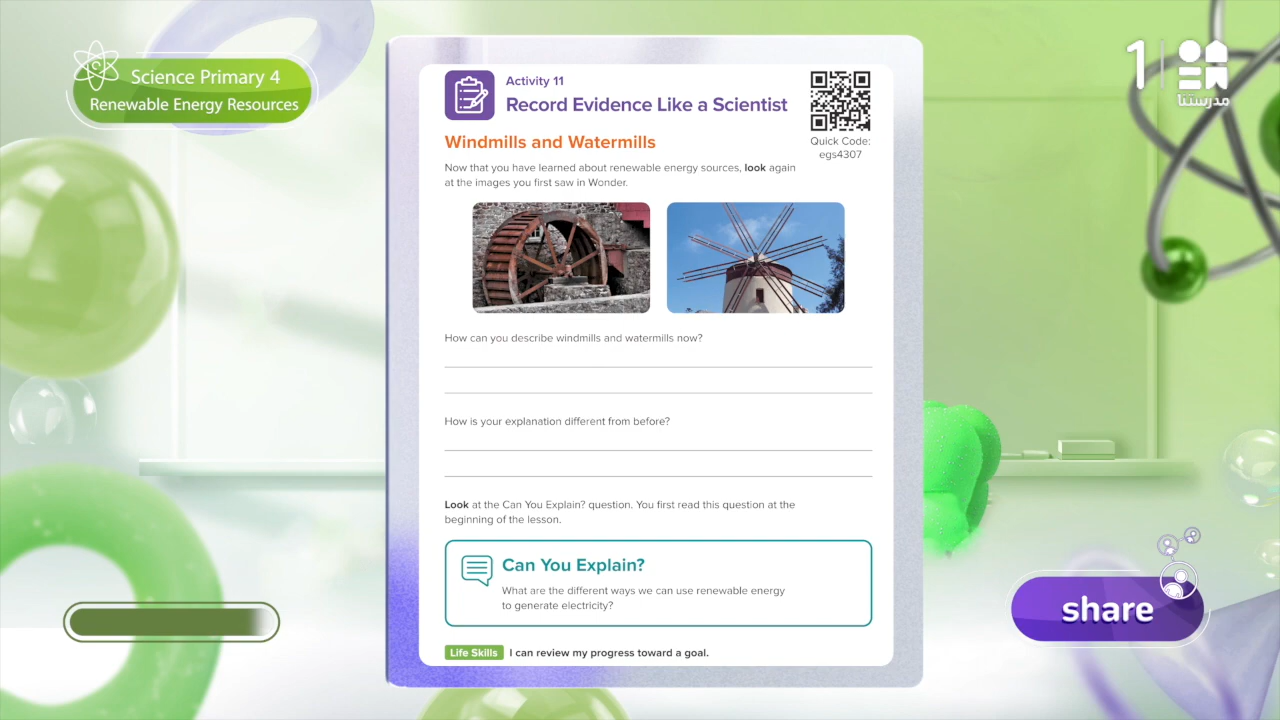 Science Primary 4
Renewable Energy Resources
1
مدرستنا
Activity 11
Record Evidence Like a Scientist
Quick Code:
egs4307
Windmills and Watermills
Now that you have learned about renewable energy sources, look again
at the images you first saw in Wonder.
How can you describe windmills and watermills now?
How is your explanation different from before?
Look at the Can You Explain? question. You first read this question at the
beginning of the lesson.
Can You Explain?
What are the different ways we can use renewable energy
to generate electricity?
Life Skills I can review my progress toward a goal.
share